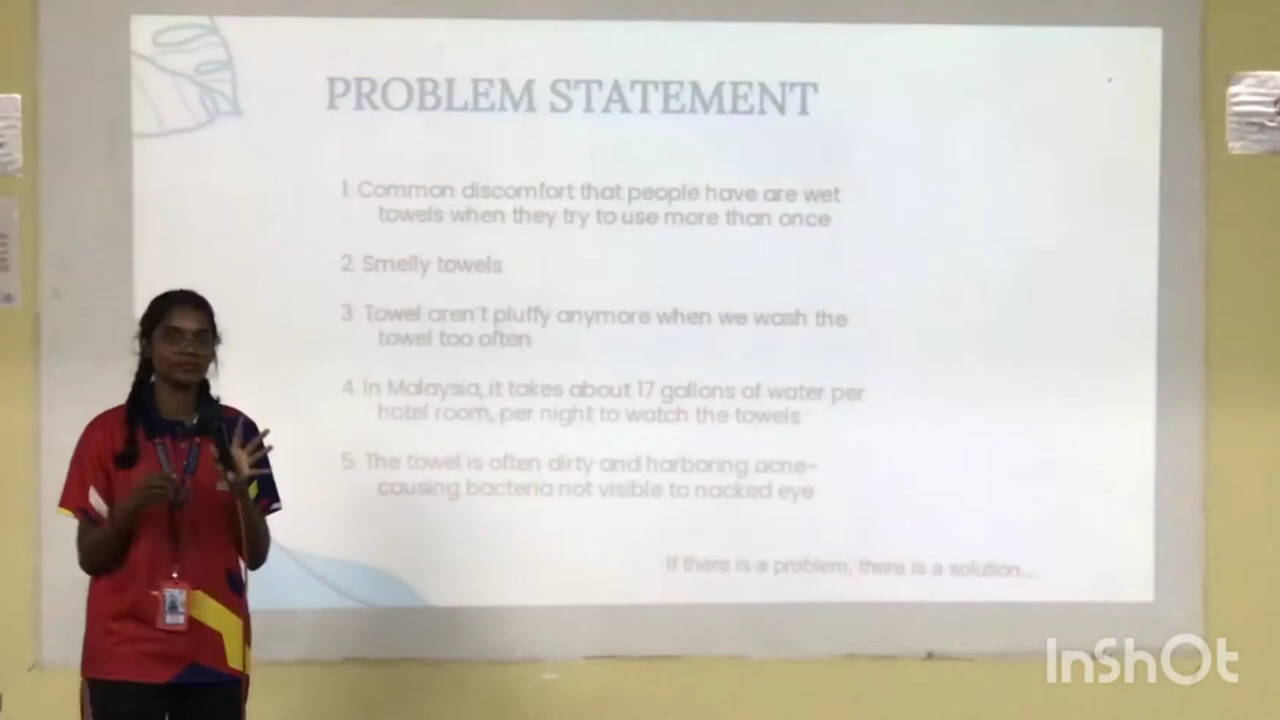 PROBLEM STATEMENT
1. Common discomfort that people have are wet
towels when they try to use more than once
2. Smelly towels
3. Towel aren't pluffy anymore when we wash the
towel too often
4. In Malaysia, it takes about 17 gallons of water per
hotel room, per night to watch the towels
5. The towel is often dirty and harboring acne-
causing bacteria not visible to nacked eye
If there is a problem, there is a solution...
InShOt